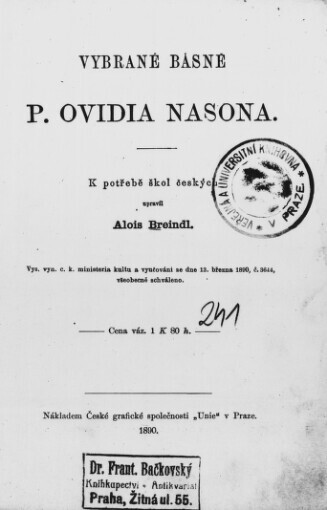 VYBRANÉ BÁSNĚ
P. OVIDIA NASONA.
K potřebě škol českých
upravil
Alois Breindl.
VEŘEJNÁ A UNIVERSITNÍ KNIHOVNA
V PRAZE.
Vys. vyn. c. k. ministeria kultu a vyučování ze dne 13. března 1890, č. 3644,
všeobecně schváleno.
Cena váz. 1 K 80 h.
241
Nákladem České grafické společnosti „Unie“ v Praze.
1890.
Dr. Frant. Bačkovský
Knihkupectví - Antikvariát
Praha, Žitná ul. 55.